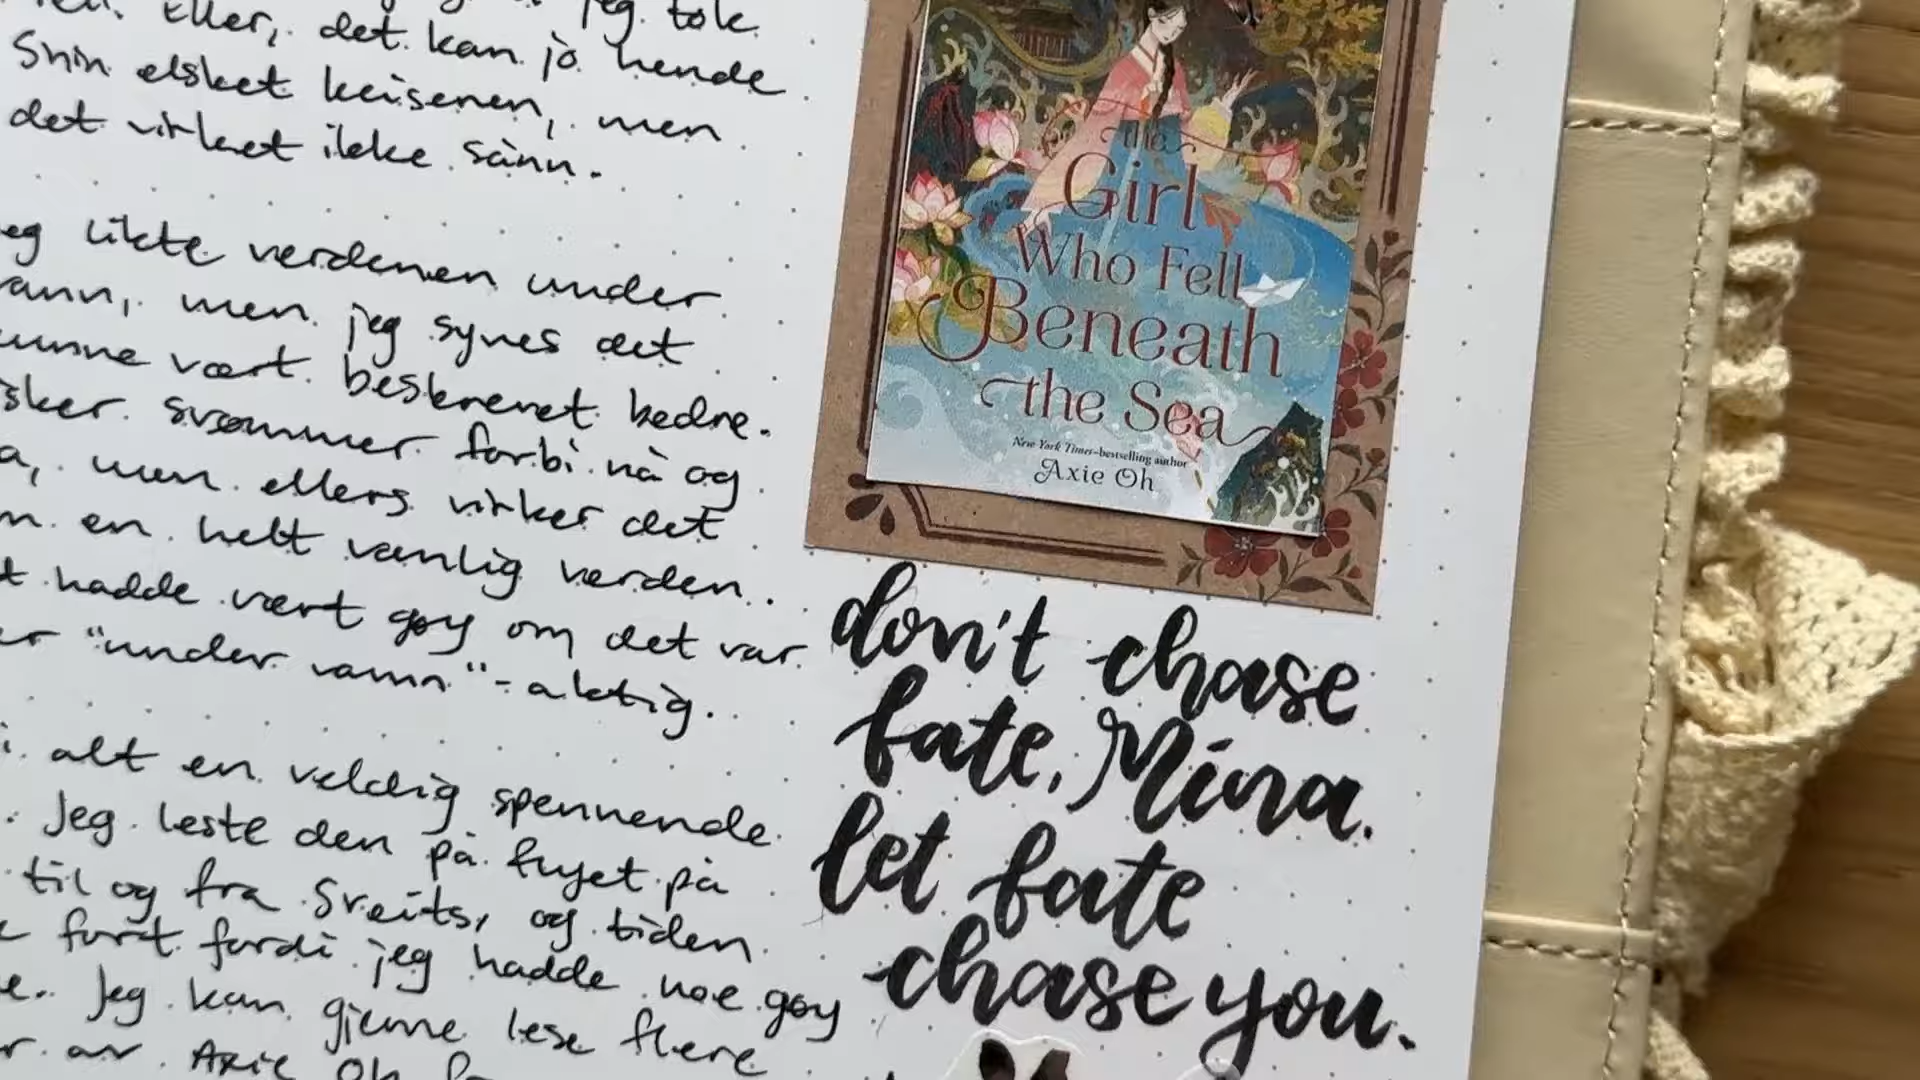 Eller, det kan jo hende
Shin elsket keiseren, men
det virket ikke sånn.
likte verdenen under
men jeg synes det
vært beskrevet bedre.
svømmer forbi nå og
men ellers virker det
en helt vanlig verden.
hadde vært gøy om det var
"under vann"-aktig.
alt en veldig spennende
. Jeg leste den på flyet på
til og fra Sveits, og tiden
fort fordi jeg hadde noe gøy
Jeg kan gjerne lese flere
av Axie Oh
the
Girl
Who Fell
Beneath
the Sea
New York Times-bestselling author
Axie Oh
don't chase
fate, Mina.
let fate
chase you.